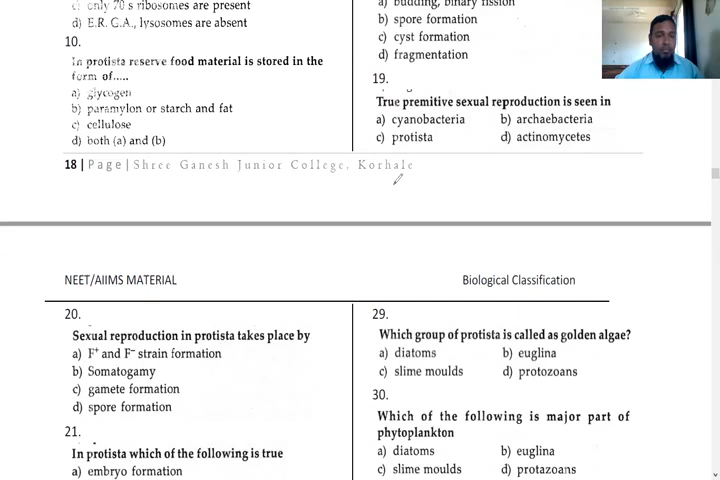 c) only 70 s ribosomes are present
d) E.R. G.A., lysosomes are absent
10.
In protista reserve food material is stored in the
form of.....
a) glycogen
b) paramylon or starch and fat
c) cellulose
d) both (a) and (b)
a) budding, binary fission
b) spore formation
c) cyst formation
d) fragmentation
19.
True premitive sexual reproduction is seen in
a) cyanobacteria b) archaebacteria
c) protista d) actinomycetes
18 | Page | Shree Ganesh Junior College, Korhale
NEET/AIIMS MATERIAL Biological Classification
20.
Sexual reproduction in protista takes place by
a) F⁺ and F⁻ strain formation
b) Somatogamy
c) gamete formation
d) spore formation
21.
In protista which of the following is true
a) embryo formation
29.
Which group of protista is called as golden algae?
a) diatoms b) euglina
c) slime moulds d) protozoans
30.
Which of the following is major part of
phytoplankton
a) diatoms b) euglina
c) slime moulds d) protazoans